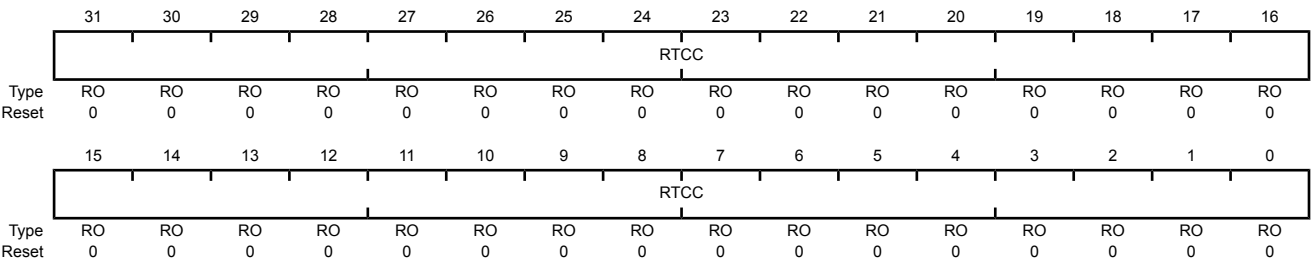 31 30 29 28 27 26 25 24 23 22 21 20 19 18 17 16
RTCC
Type RO RO RO RO RO RO RO RO RO RO RO RO RO RO RO RO
Reset 0 0 0 0 0 0 0 0 0 0 0 0 0 0 0 0
15 14 13 12 11 10 9 8 7 6 5 4 3 2 1 0
RTCC
Type RO RO RO RO RO RO RO RO RO RO RO RO RO RO RO RO
Reset 0 0 0 0 0 0 0 0 0 0 0 0 0 0 0 0